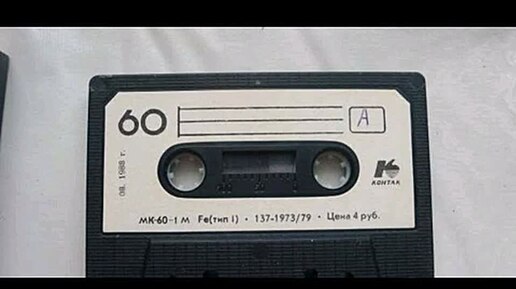 60
A
08. 1988 т.
КОНТАК
МК-60-1 М Fe(тип I) • 137-1973/79 • Цена 4 руб.